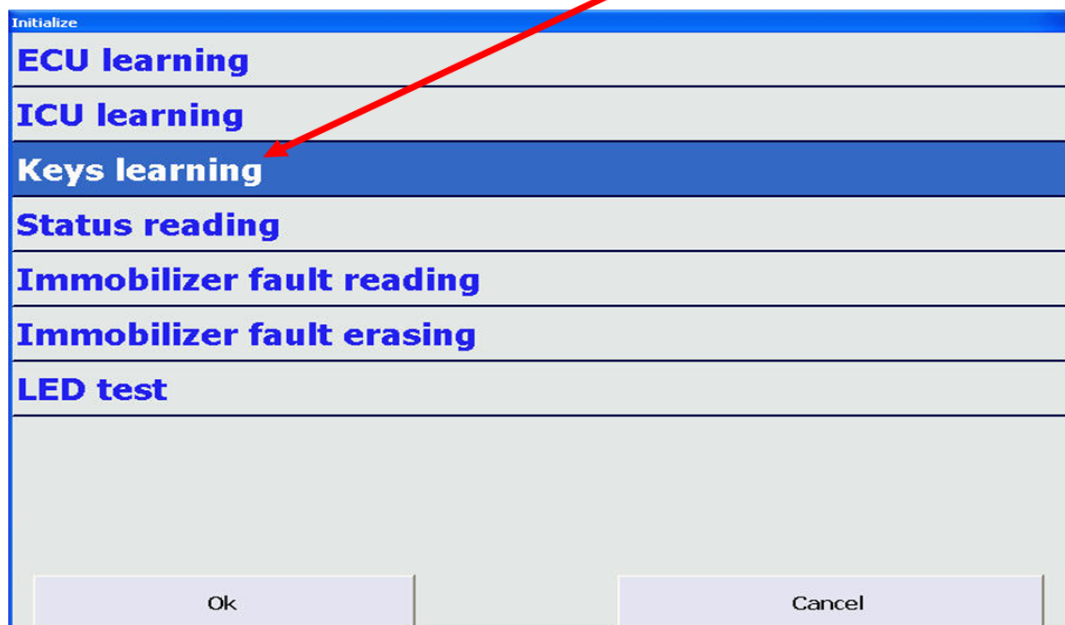 Initialize
ECU learning
ICU learning
Keys learning
Status reading
Immobilizer fault reading
Immobilizer fault erasing
LED test
Ok Cancel